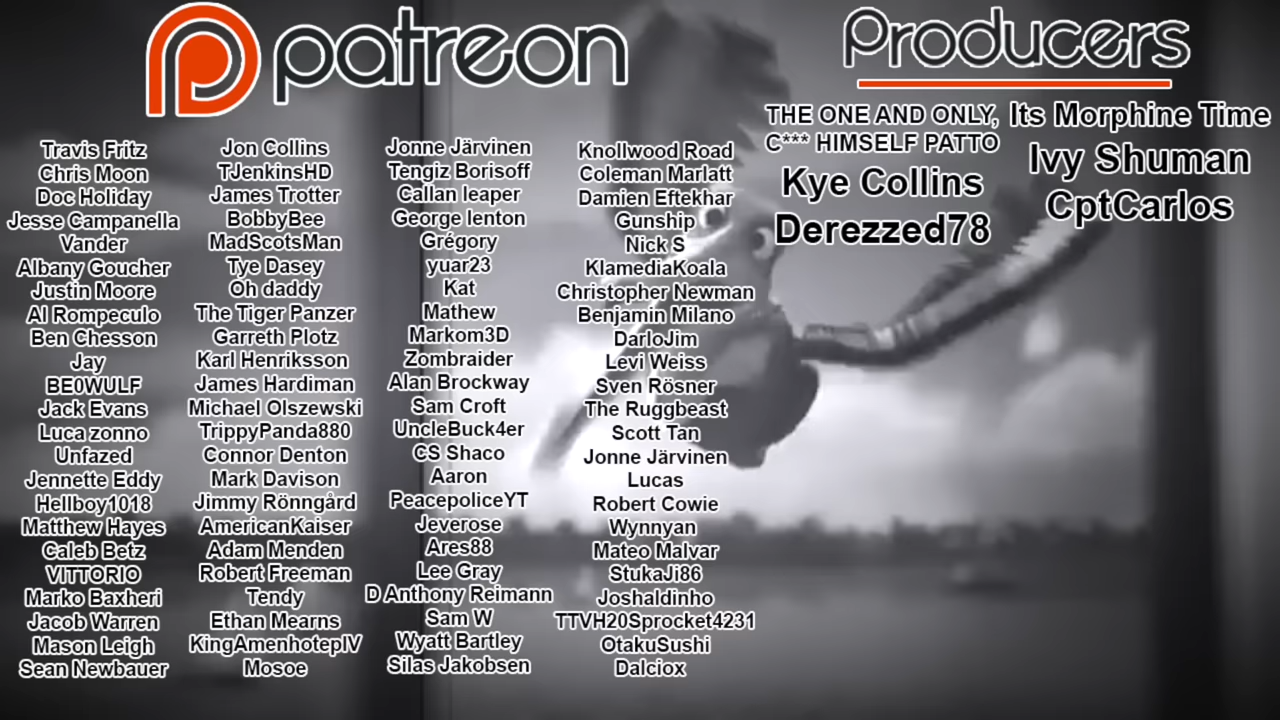 patreon
Travis Fritz
Chris Moon
Doc Holiday
Jesse Campanella
Vander
Albany Goucher
Justin Moore
Al Rompeculo
Ben Chesson
Jay
BE0WULF
Jack Evans
Luca zonno
Unfazed
Jennette Eddy
Hellboy1018
Matthew Hayes
Caleb Betz
VITTORIO
Marko Baxheri
Jacob Warren
Mason Leigh
Sean Newbauer
Jon Collins
TJenkinsHD
James Trotter
BobbyBee
MadScotsMan
Tye Dasey
Oh daddy
The Tiger Panzer
Garreth Plotz
Karl Henriksson
James Hardiman
Michael Olszewski
TrippyPanda880
Connor Denton
Mark Davison
Jimmy Rönngård
AmericanKaiser
Adam Menden
Robert Freeman
Tendy
Ethan Mearns
KingAmenhotepIV
Mosoe
Jonne Järvinen
Tengiz Borisoff
Callan leaper
George lenton
Grégory
yuar23
Kat
Mathew
Markom3D
Zombraider
Alan Brockway
Sam Croft
UncleBuck4er
CS Shaco
Aaron
PeacepoliceYT
Jeverose
Ares88
Lee Gray
D Anthony Reimann
Sam W
Wyatt Bartley
Silas Jakobsen
Knollwood Road
Coleman Marlatt
Damien Eftekhar
Gunship
Nick S
KlamediaKoala
Christopher Newman
Benjamin Milano
DarloJim
Levi Weiss
Sven Rösner
The Ruggbeast
Scott Tan
Jonne Järvinen
Lucas
Robert Cowie
Wynnyan
Mateo Malvar
StukaJi86
Joshaldinho
TTVH20Sprocket4231
OtakuSushi
Dalciox
Producers
THE ONE AND ONLY,
C*** HIMSELF PATTO
Kye Collins
Derezzed78
Its Morphine Time
Ivy Shuman
CptCarlos